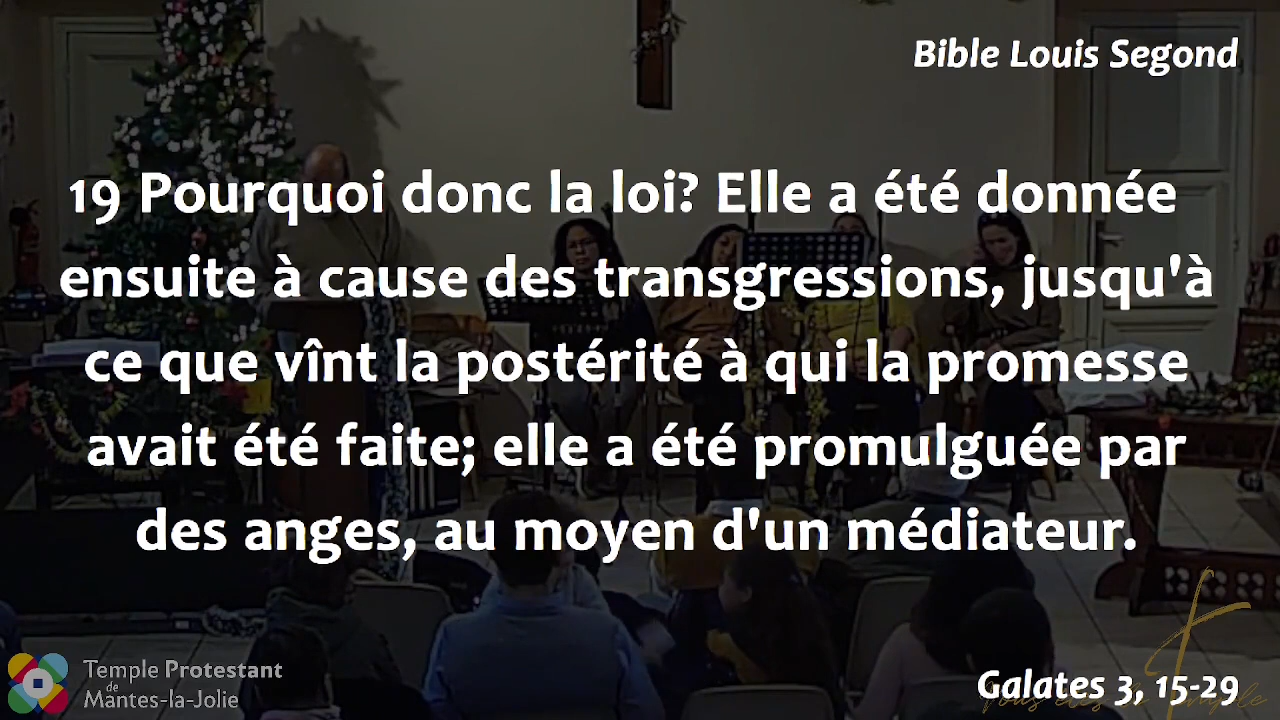 Bible Louis Segond
19 Pourquoi donc la loi? Elle a été donnée
ensuite à cause des transgressions, jusqu'à
ce que vînt la postérité à qui la promesse
avait été faite; elle a été promulguée par
des anges, au moyen d'un médiateur.
Temple Protestant
de
Mantes-la-Jolie
Galates 3, 15-29